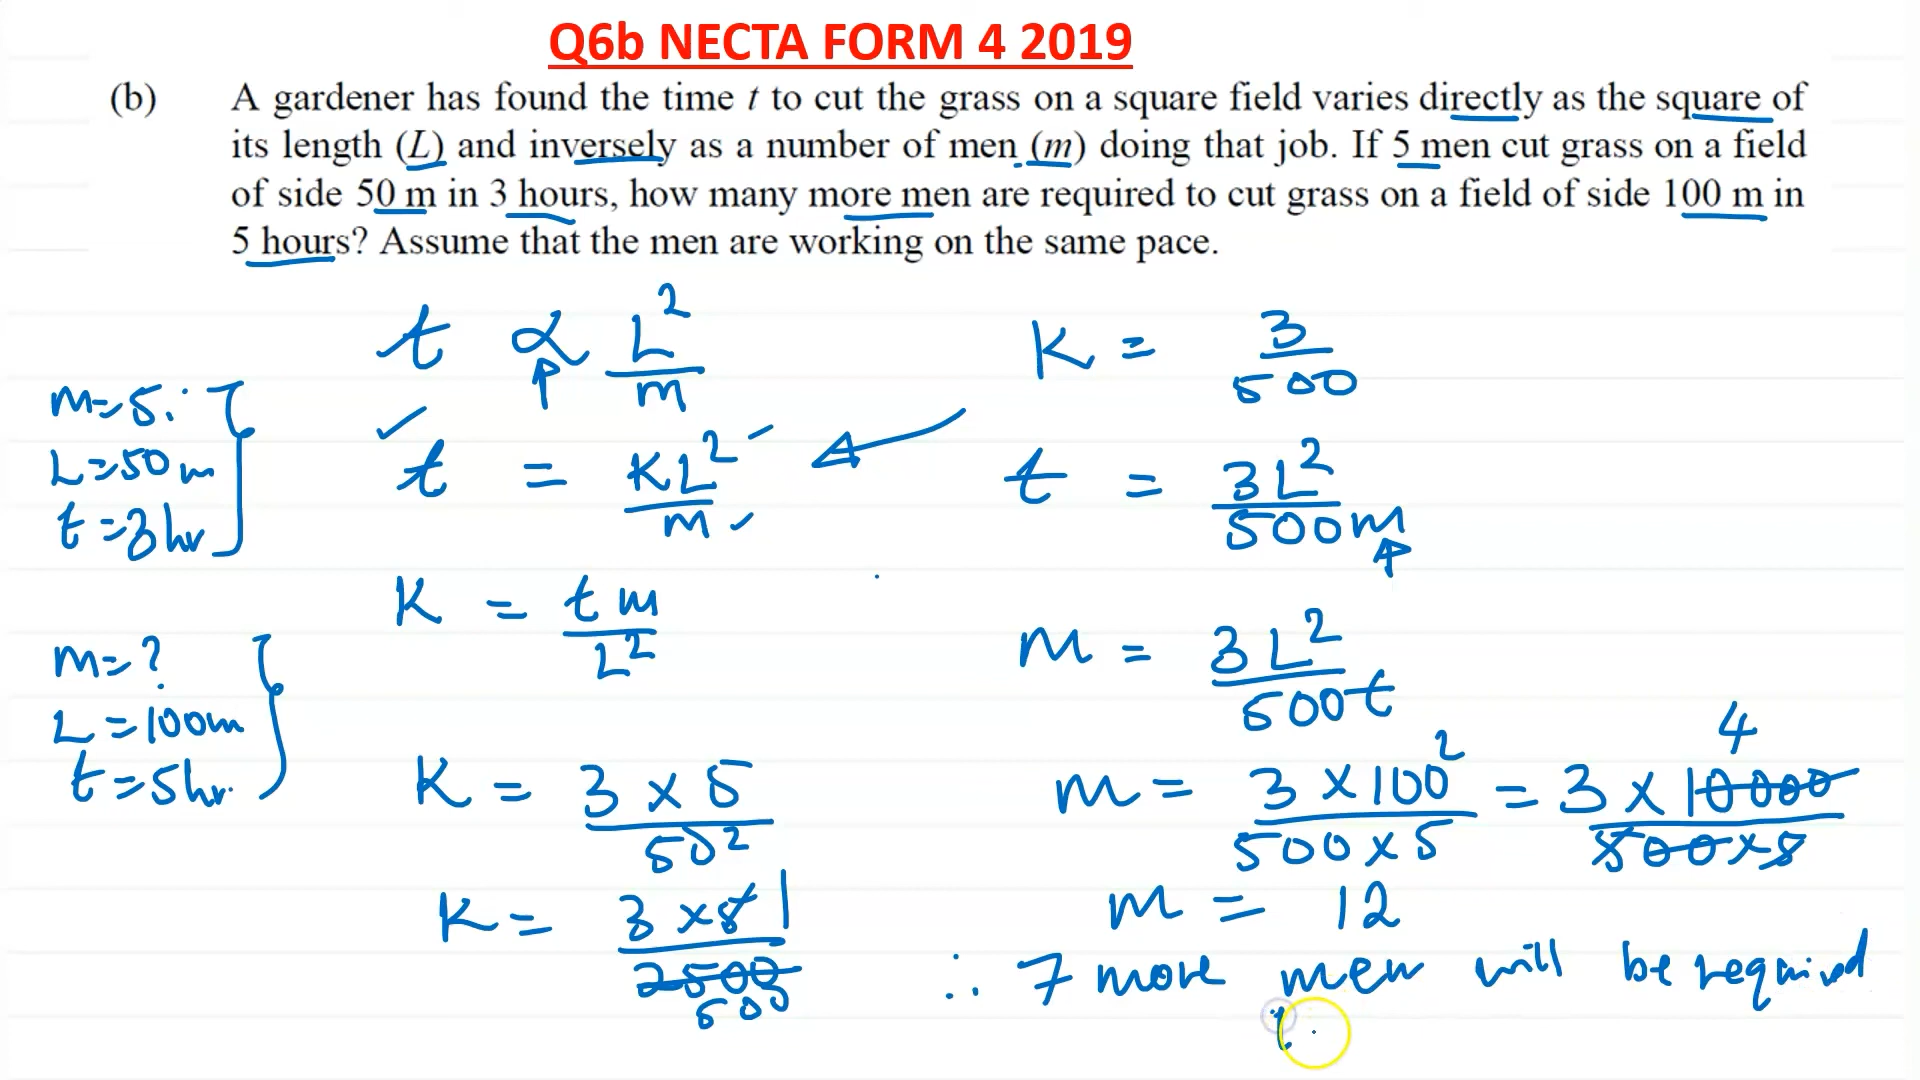 Q6b NECTA FORM 4 2019
(b) A gardener has found the time t to cut the grass on a square field varies directly as the square of
its length (L) and inversely as a number of men (m) doing that job. If 5 men cut grass on a field
of side 50 m in 3 hours, how many more men are required to cut grass on a field of side 100 m in
5 hours? Assume that the men are working on the same pace.
m=5
L=50m
t=3hr
m=?
L=100m
t=5hr.
t ∝ L²/m
t = KL²/m
K = tm/L²
K = 3×5/50²
K = 3×5/2500
1
500
K = 3/500
t = 3L²/500m
m = 3L²/500t
m = 3×100²/500×5 = 3×10000/500×5
4
m = 12
∴ 7 more men will be required